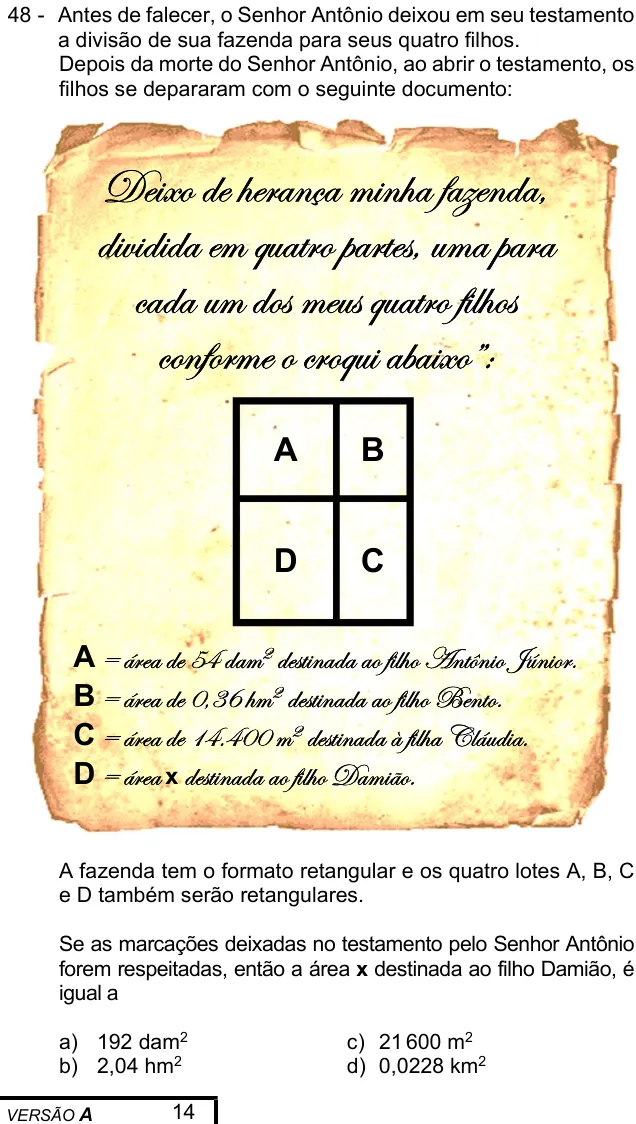 48 - Antes de falecer, o Senhor Antônio deixou em seu testamento
a divisão de sua fazenda para seus quatro filhos.
Depois da morte do Senhor Antônio, ao abrir o testamento, os
filhos se depararam com o seguinte documento:
Deixo de herança minha fazenda,
dividida em quatro partes, uma para
cada um dos meus quatro filhos
conforme o croqui abaixo”:
A B
D C
A = área de 54 dam² destinada ao filho Antônio Júnior.
B = área de 0,36 hm² destinada ao filho Bento.
C = área de 14.400 m² destinada à filha Cláudia.
D = área x destinada ao filho Damião.
A fazenda tem o formato retangular e os quatro lotes A, B, C
e D também serão retangulares.
Se as marcações deixadas no testamento pelo Senhor Antônio
forem respeitadas, então a área x destinada ao filho Damião, é
igual a
a) 192 dam² c) 21 600 m²
b) 2,04 hm² d) 0,0228 km²
VERSÃO A 14